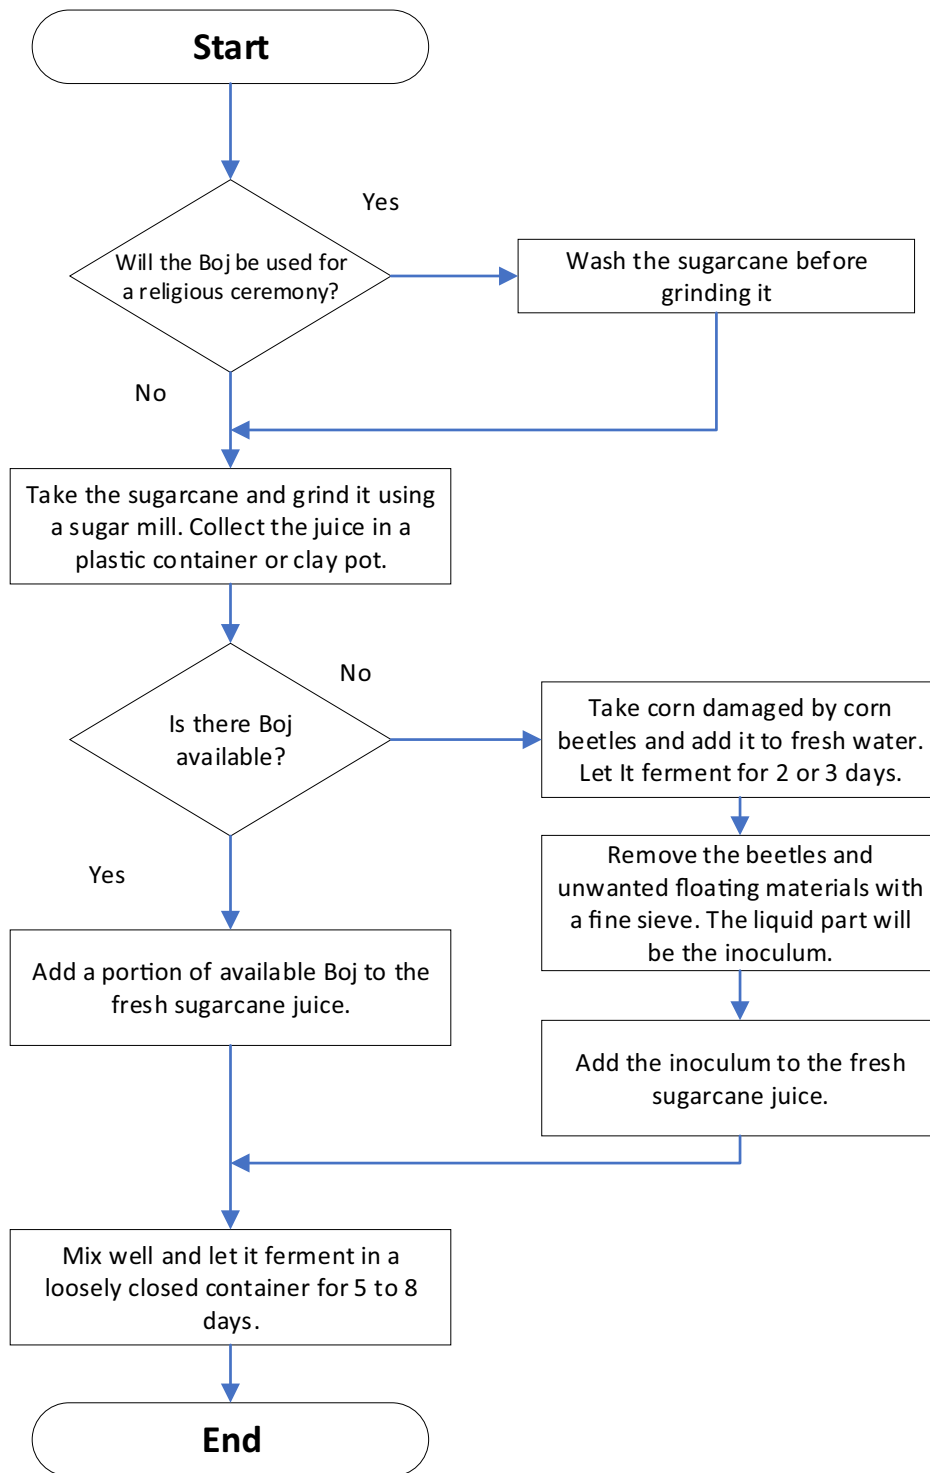 Start
Yes
Will the Boj be used for
a religious ceremony?
Wash the sugarcane before
grinding it
No
Take the sugarcane and grind it using
a sugar mill. Collect the juice in a
plastic container or clay pot.
No
Is there Boj
available?
Take corn damaged by corn
beetles and add it to fresh water.
Let It ferment for 2 or 3 days.
Remove the beetles and
unwanted floating materials with
a fine sieve. The liquid part will
be the inoculum.
Yes
Add a portion of available Boj to the
fresh sugarcane juice.
Add the inoculum to the fresh
sugarcane juice.
Mix well and let it ferment in a
loosely closed container for 5 to 8
days.
End